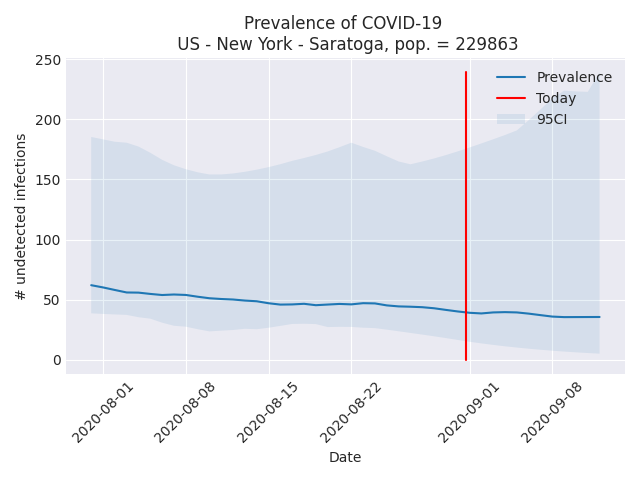 Prevalence of COVID-19
US - New York - Saratoga, pop. = 229863
250
200
150
100
50
0
# undetected infections
Prevalence
Today
95CI
2020-08-01
2020-08-08
2020-08-15
2020-08-22
2020-09-01
2020-09-08
Date